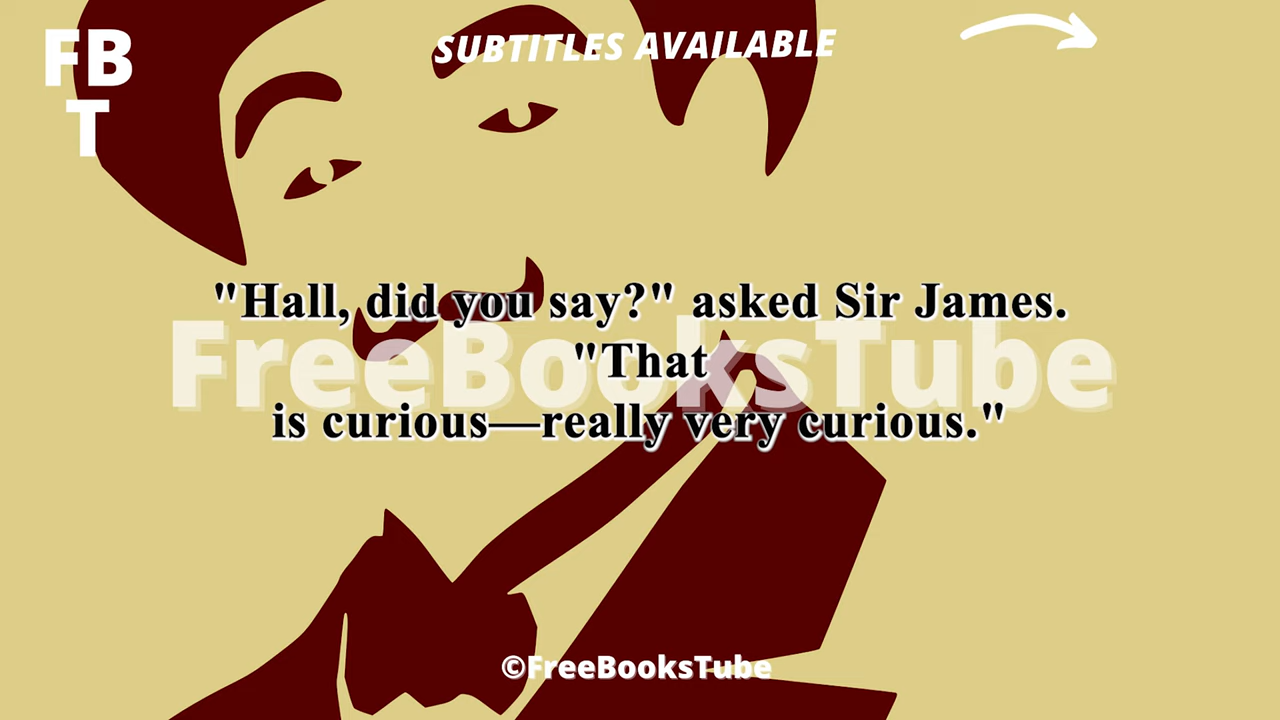 FB
T
SUBTITLES AVAILABLE
"Hall, did you say?" asked Sir James.
"That
is curious—really very curious."
FreeBooksTube
©FreeBooksTube